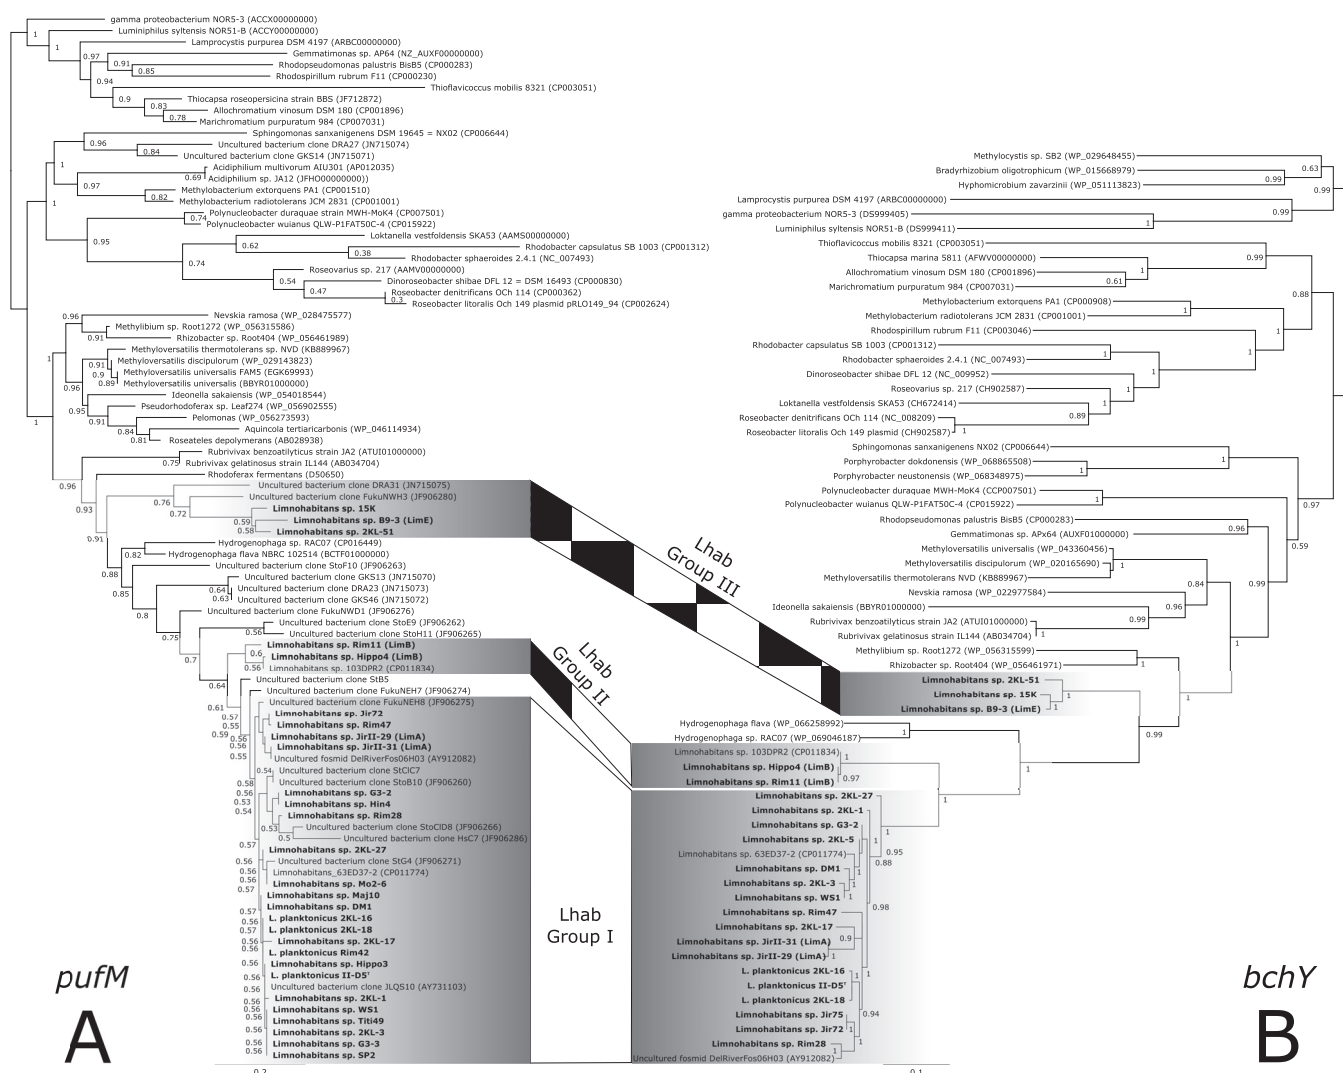 gamma proteobacterium NOR5-3 (ACCX00000000)
Luminiphilus syltensis NOR51-B (ACCY00000000)
Lamprocystis purpurea DSM 4197 (ARBC00000000)
Gemmatimonas sp. AP64 (NZ_AUXF00000000)
Rhodopseudomonas palustris BisB5 (CP000283)
Rhodospirillum rubrum F11 (CP000230)
Thioflavicoccus mobilis 8321 (CP003051)
Thiocapsa roseopersicina strain BBS (JF712872)
Allochromatium vinosum DSM 180 (CP001896)
Marichromatium purpuratum 984 (CP007031)
Sphingomonas sanxanigenens DSM 19645 = NX02 (CP006644)
Uncultured bacterium clone DRA27 (JN715074)
Uncultured bacterium clone GKS14 (JN715071)
Acidiphilium multivorum AIU301 (AP012035)
Acidiphilium sp. JA12 (JFHO00000000))
Methylobacterium extorquens PA1 (CP001510)
Methylobacterium radiotolerans JCM 2831 (CP001001)
Polynucleobacter duraquae strain MWH-MoK4 (CP007501)
Polynucleobacter wuianus QLW-P1FAT50C-4 (CP015922)
Loktanella vestfoldensis SKA53 (AAMS00000000)
Rhodobacter capsulatus SB 1003 (CP001312)
Rhodobacter sphaeroides 2.4.1 (NC_007493)
Roseovarius sp. 217 (AAMV00000000)
Dinoroseobacter shibae DFL 12 = DSM 16493 (CP000830)
Roseobacter denitrificans OCh 114 (CP000362)
Roseobacter litoralis Och 149 plasmid pRLO149_94 (CP002624)
Nevskia ramosa (WP_028475577)
Methylibium sp. Root1272 (WP_056315586)
Rhizobacter sp. Root404 (WP_056461989)
Methyloversatilis thermotolerans sp. NVD (KB889967)
Methyloversatilis discipulorum (WP_029143823)
Methyloversatilis universalis FAM5 (EGK69993)
Methyloversatilis universalis (BBYR01000000)
Ideonella sakaiensis (WP_054018544)
Pseudorhodoferax sp. Leaf274 (WP_056902555)
Pelomonas (WP_056273593)
Aquincola tertiaricarbonis (WP_046114934)
Roseateles depolymerans (AB028938)
Rubrivivax benzoatilyticus strain JA2 (ATUI01000000)
Rubrivivax gelatinosus strain IL144 (AB034704)
Rhodoferax fermentans (D50650)
Uncultured bacterium clone DRA31 (JN715075)
Uncultured bacterium clone FukuNWH3 (JF906280)
Limnohabitans sp. 15K
Limnohabitans sp. B9-3 (LimE)
Limnohabitans sp. 2KL-51
Hydrogenophaga sp. RAC07 (CP016449)
Hydrogenophaga flava NBRC 102514 (BCTF01000000)
Uncultured bacterium clone StoF10 (JF906263)
Uncultured bacterium clone GKS13 (JN715070)
Uncultured bacterium clone DRA23 (JN715073)
Uncultured bacterium clone GKS46 (JN715072)
Uncultured bacterium clone FukuNWD1 (JF906276)
Uncultured bacterium clone StoE9 (JF906262)
Uncultured bacterium clone StoH11 (JF906265)
Limnohabitans sp. Rim11 (LimB)
Limnohabitans sp. Hippo4 (LimB)
Limnohabitans sp. 103DPR2 (CP011834)
Uncultured bacterium clone StB5
Uncultured bacterium clone FukuNEH7 (JF906274)
Uncultured bacterium clone FukuNEH8 (JF906275)
Limnohabitans sp. Jir72
Limnohabitans sp. Rim47
Limnohabitans sp. JirII-29 (LimA)
Limnohabitans sp. JirII-31 (LimA)
Uncultured fosmid DelRiverFos06H03 (AY912082)
Uncultured bacterium clone StClC7
Uncultured bacterium clone StoB10 (JF906260)
Limnohabitans sp. G3-2
Limnohabitans sp. Hin4
Limnohabitans sp. Rim28
Uncultured bacterium clone StoClD8 (JF906266)
Uncultured bacterium clone HsC7 (JF906286)
Limnohabitans sp. 2KL-27
Uncultured bacterium clone StG4 (JF906271)
Limnohabitans_63ED37-2 (CP011774)
Limnohabitans sp. Mo2-6
Limnohabitans sp. Maj10
Limnohabitans sp. DM1
L. planktonicus 2KL-16
L. planktonicus 2KL-18
Limnohabitans sp. 2KL-17
L. planktonicus Rim42
Limnohabitans sp. Hippo3
L. planktonicus II-D5ᵀ
Uncultured bacterium clone JLQS10 (AY731103)
Limnohabitans sp. 2KL-1
Limnohabitans sp. WS1
Limnohabitans sp. Titi49
Limnohabitans sp. 2KL-3
Limnohabitans sp. G3-3
Limnohabitans sp. SP2
pufM
A
0.2
Lhab
Group III
Lhab
Group II
Lhab
Group I
Methylocystis sp. SB2 (WP_029648455)
Bradyrhizobium oligotrophicum (WP_015668979)
Hyphomicrobium zavarzinii (WP_051113823)
Lamprocystis purpurea DSM 4197 (ARBC00000000)
gamma proteobacterium NOR5-3 (DS999405)
Luminiphilus syltensis NOR51-B (DS999411)
Thioflavicoccus mobilis 8321 (CP003051)
Thiocapsa marina 5811 (AFWV00000000)
Allochromatium vinosum DSM 180 (CP001896)
Marichromatium purpuratum 984 (CP007031)
Methylobacterium extorquens PA1 (CP000908)
Methylobacterium radiotolerans JCM 2831 (CP001001)
Rhodospirillum rubrum F11 (CP003046)
Rhodobacter capsulatus SB 1003 (CP001312)
Rhodobacter sphaeroides 2.4.1 (NC_007493)
Dinoroseobacter shibae DFL 12 (NC_009952)
Roseovarius sp. 217 (CH902587)
Loktanella vestfoldensis SKA53 (CH672414)
Roseobacter denitrificans OCh 114 (NC_008209)
Roseobacter litoralis Och 149 plasmid (CH902587)
Sphingomonas sanxanigenens NX02 (CP006644)
Porphyrobacter dokdonensis (WP_068865508)
Porphyrobacter neustonensis (WP_068348975)
Polynucleobacter duraquae MWH-MoK4 (CCP007501)
Polynucleobacter wuianus QLW-P1FAT50C-4 (CP015922)
Rhodopseudomonas palustris BisB5 (CP000283)
Gemmatimonas sp. APx64 (AUXF01000000)
Methyloversatilis universalis (WP_043360456)
Methyloversatilis discipulorum (WP_020165690)
Methyloversatilis thermotolerans NVD (KB889967)
Nevskia ramosa (WP_022977584)
Ideonella sakaiensis (BBYR01000000)
Rubrivivax benzoatilyticus strain JA2 (ATUI01000000)
Rubrivivax gelatinosus strain IL144 (AB034704)
Methylibium sp. Root1272 (WP_056315599)
Rhizobacter sp. Root404 (WP_056461971)
Limnohabitans sp. 2KL-51
Limnohabitans sp. 15K
Limnohabitans sp. B9-3 (LimE)
Hydrogenophaga flava (WP_066258992)
Hydrogenophaga sp. RAC07 (WP_069046187)
Limnohabitans sp. 103DPR2 (CP011834)
Limnohabitans sp. Hippo4 (LimB)
Limnohabitans sp. Rim11 (LimB)
Limnohabitans sp. 2KL-27
Limnohabitans sp. 2KL-1
Limnohabitans sp. G3-2
Limnohabitans sp. 2KL-5
Limnohabitans sp. 63ED37-2 (CP011774)
Limnohabitans sp. DM1
Limnohabitans sp. 2KL-3
Limnohabitans sp. WS1
Limnohabitans sp. Rim47
Limnohabitans sp. 2KL-17
Limnohabitans sp. JirII-31 (LimA)
Limnohabitans sp. JirII-29 (LimA)
L. planktonicus 2KL-16
L. planktonicus II-D5ᵀ
L. planktonicus 2KL-18
Limnohabitans sp. Jir75
Limnohabitans sp. Jir72
Limnohabitans sp. Rim28
Uncultured fosmid DelRiverFos06H03 (AY912082)
bchY
B
0.1